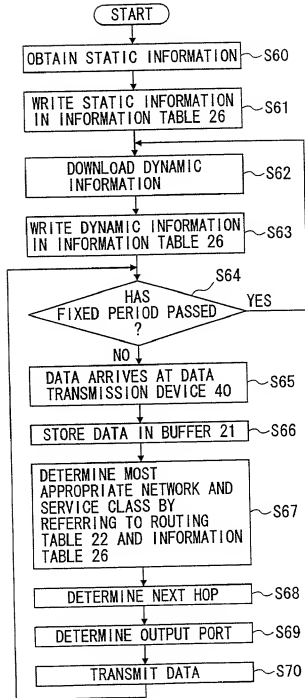 START
OBTAIN STATIC INFORMATION
S60
WRITE STATIC INFORMATION
IN INFORMATION TABLE 26
S61
DOWNLOAD DYNAMIC
INFORMATION
S62
WRITE DYNAMIC INFORMATION
IN INFORMATION TABLE 26
S63
S64
HAS
FIXED PERIOD PASSED
?
YES
NO
DATA ARRIVES AT DATA
TRANSMISSION DEVICE 40
S65
STORE DATA IN BUFFER 21
S66
DETERMINE MOST
APPROPRIATE NETWORK AND
SERVICE CLASS BY
REFERRING TO ROUTING
TABLE 22 AND INFORMATION
TABLE 26
S67
DETERMINE NEXT HOP
S68
DETERMINE OUTPUT PORT
S69
TRANSMIT DATA
S70